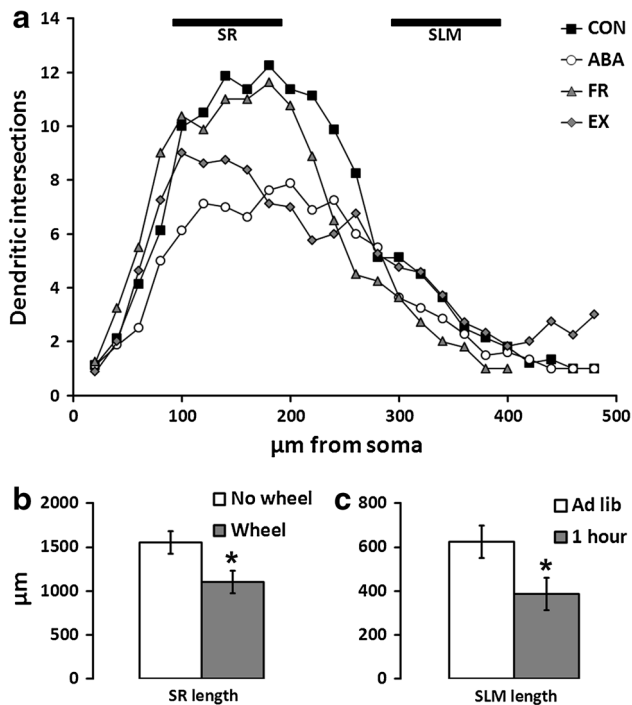 a
14
12
10
8
6
4
2
0
Dendritic intersections
SR
SLM
CON
ABA
FR
EX
0 100 200 300 400 500
µm from soma
b
2000
1500
1000
500
0
µm
No wheel
Wheel
*
SR length
c
800
600
400
200
0
Ad lib
1 hour
*
SLM length